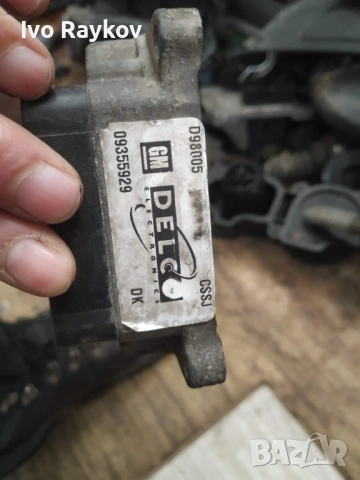 Ivo Raykov
D98005 CSSJ
GM DELCO
ELECTRONICS
09355929 DK
BAZAR